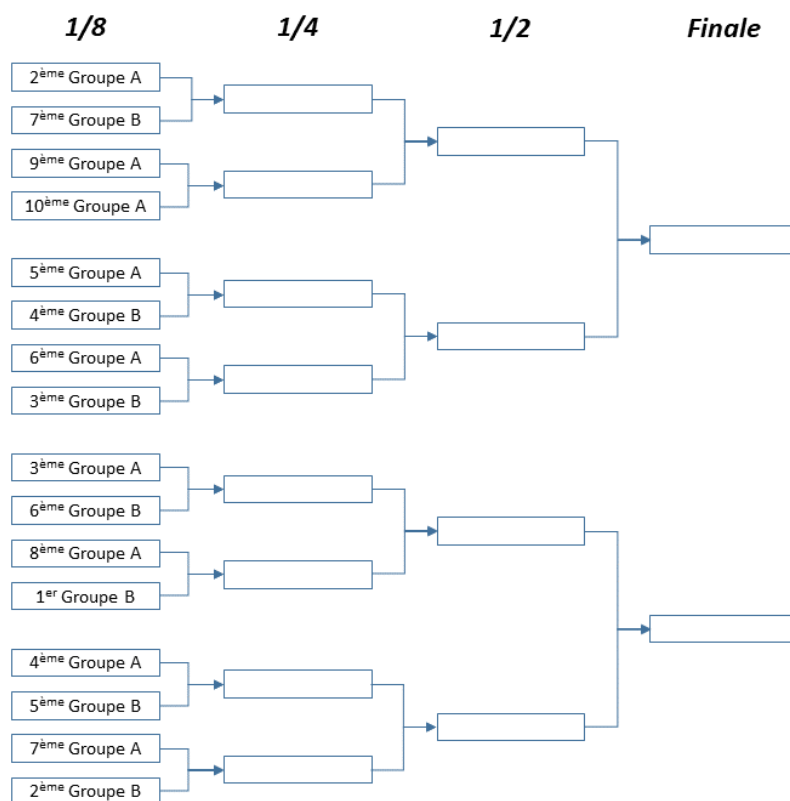 1/8 1/4 1/2 Finale
2ème Groupe A
7ème Groupe B
9ème Groupe A
10ème Groupe A
5ème Groupe A
4ème Groupe B
6ème Groupe A
3ème Groupe B
3ème Groupe A
6ème Groupe B
8ème Groupe A
1er Groupe B
4ème Groupe A
5ème Groupe B
7ème Groupe A
2ème Groupe B